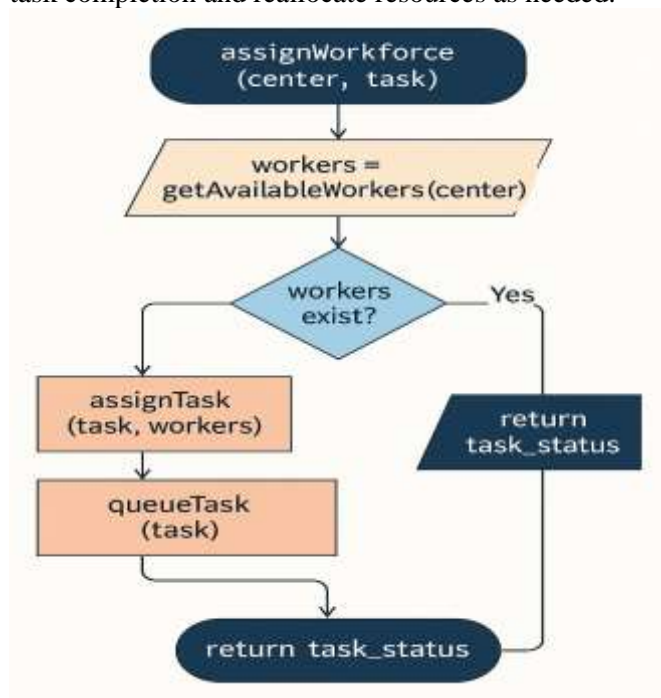 task completion and reallocate resources as needed.
assignWorkforce
(center, task)
workers =
getAvailableWorkers(center)
workers
exist?
Yes
assignTask
(task, workers)
return
task_status
queueTask
(task)
return task_status